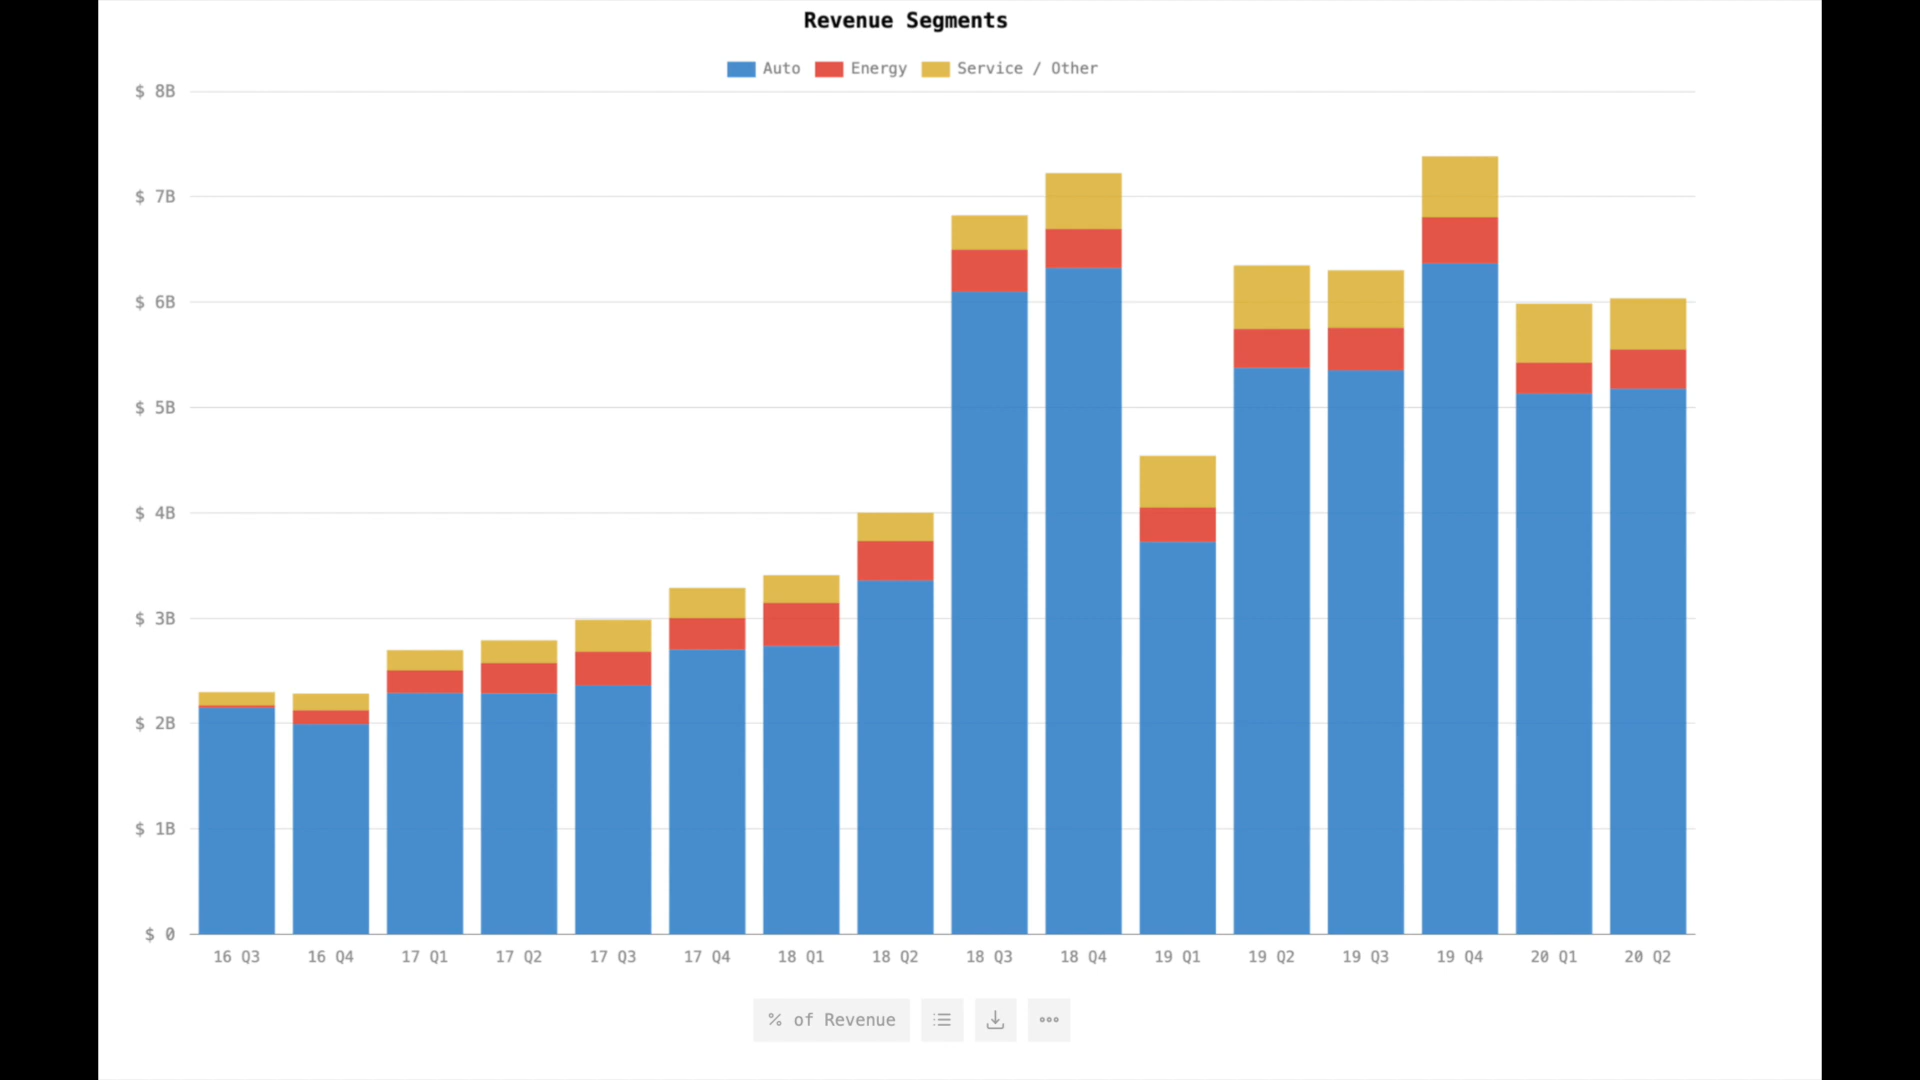 Revenue Segments
Auto Energy Service / Other
$ 8B
$ 7B
$ 6B
$ 5B
$ 4B
$ 3B
$ 2B
$ 1B
$ 0
16 Q3 16 Q4 17 Q1 17 Q2 17 Q3 17 Q4 18 Q1 18 Q2 18 Q3 18 Q4 19 Q1 19 Q2 19 Q3 19 Q4 20 Q1 20 Q2
% of Revenue